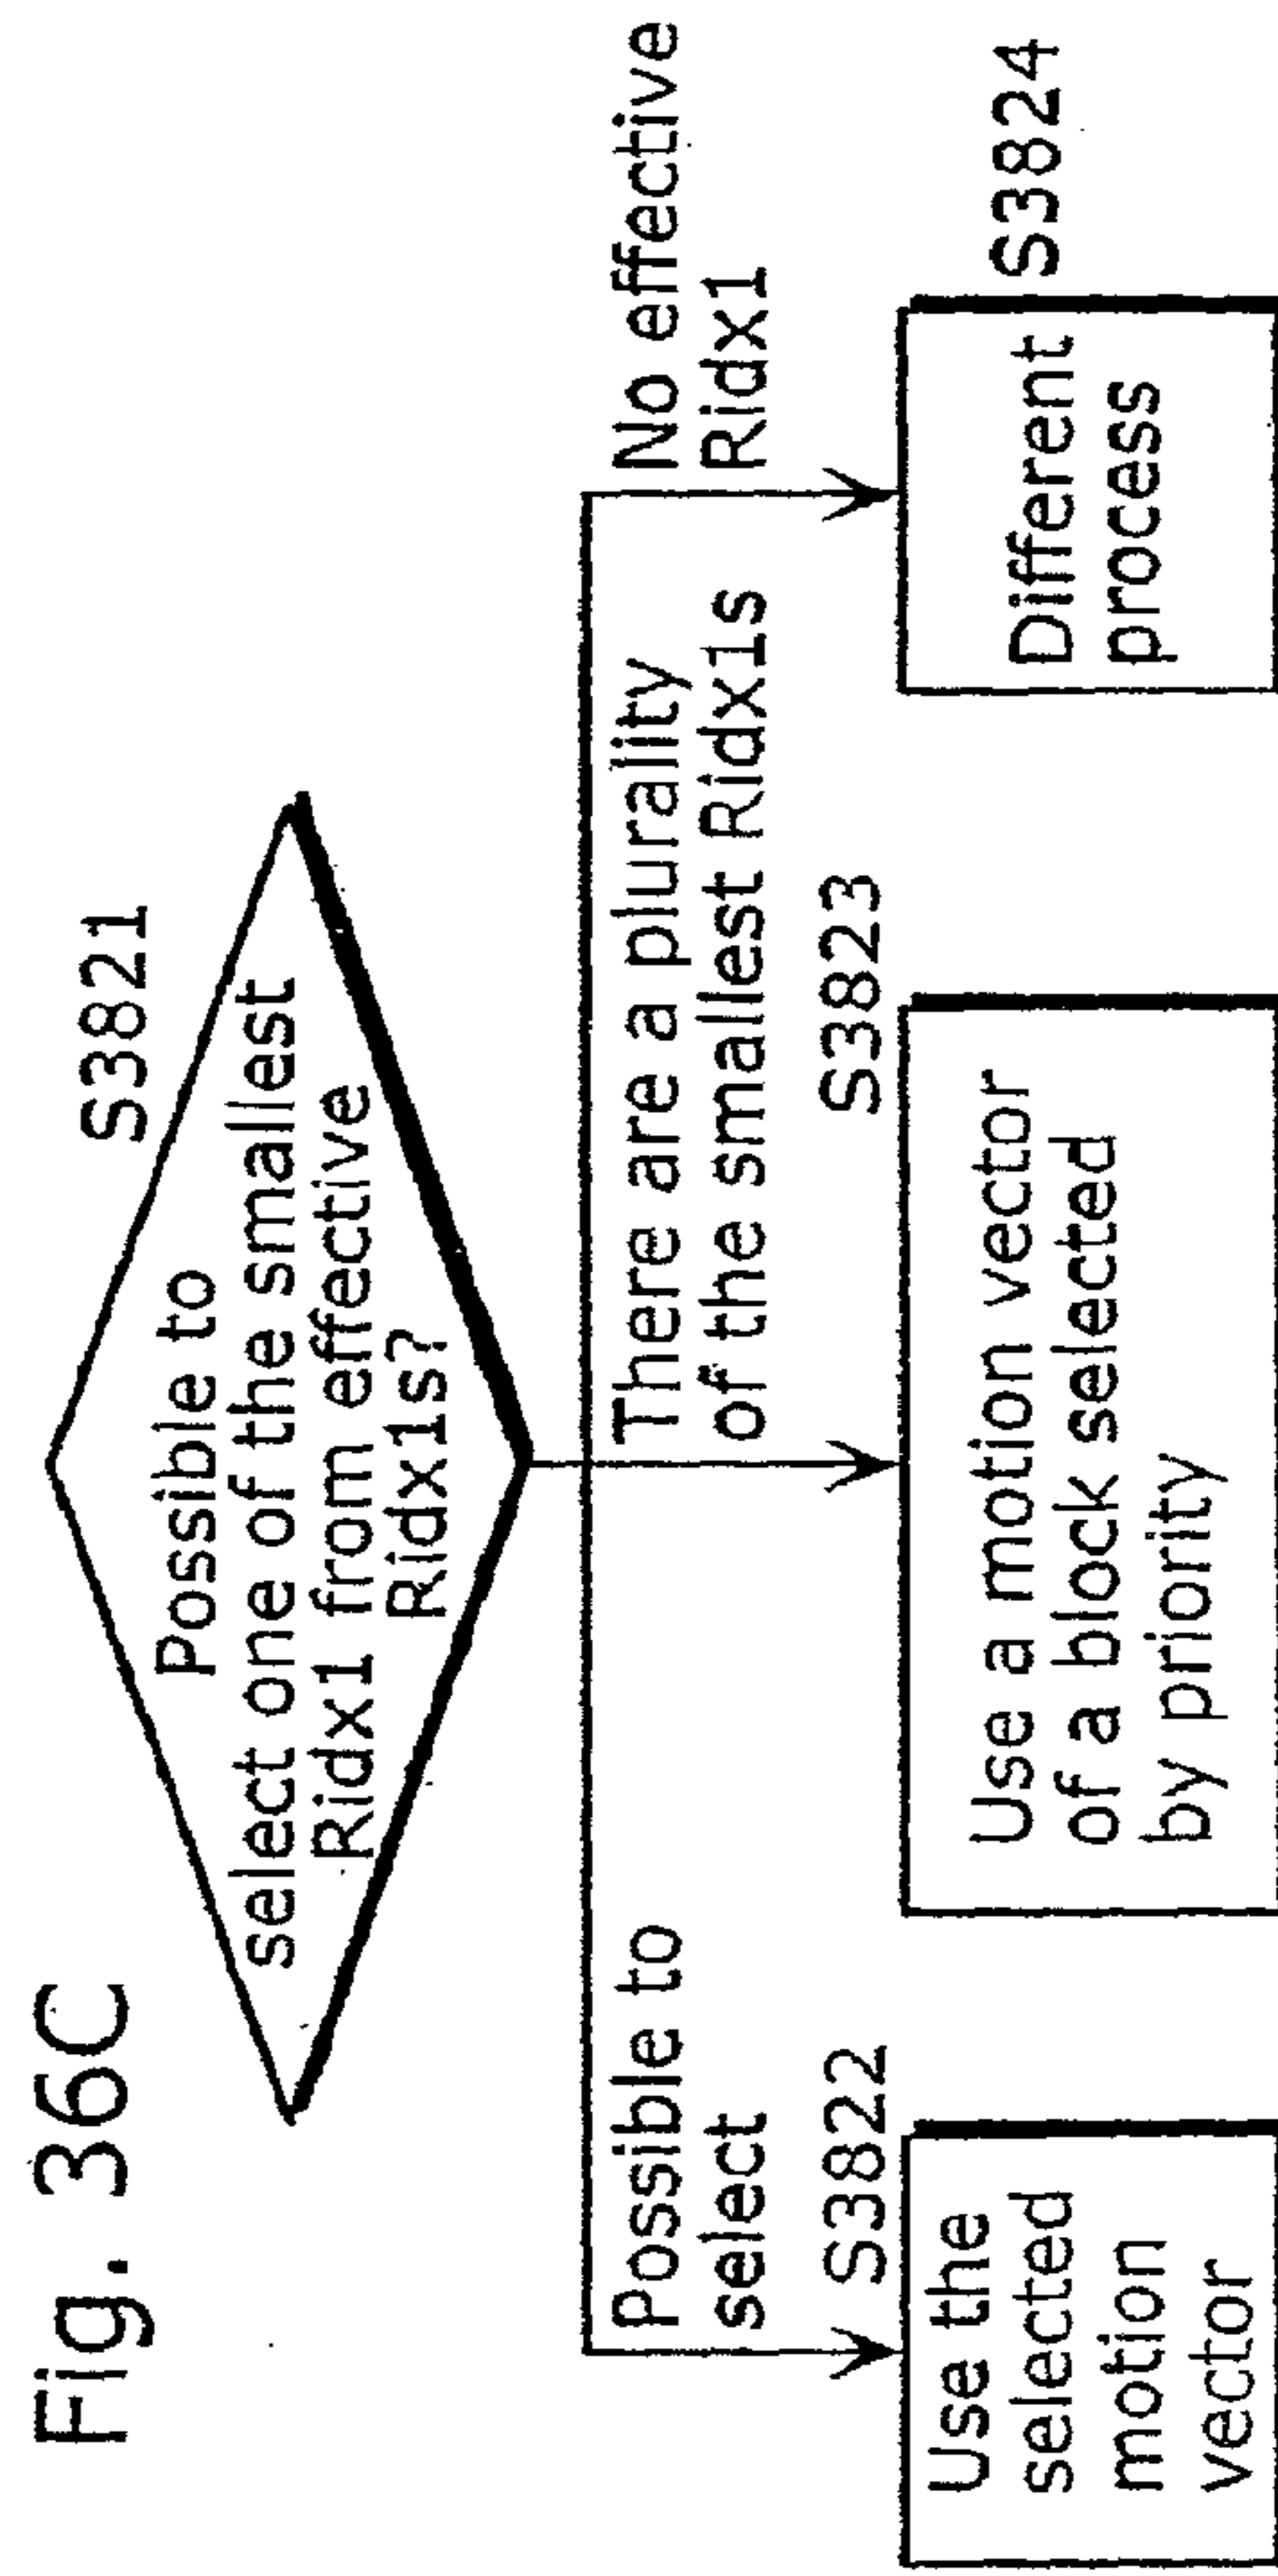 Fig. 36C
S3821
Possible to
select one of the smallest
Ridx1 from effective
Ridx1s?
Possible to
select
S3822
Use the
selected
motion
vector
There are a plurality
of the smallest Ridx1s
S3823
Use a motion vector
of a block selected
by priority
No effective
Ridx1
S3824
Different
process